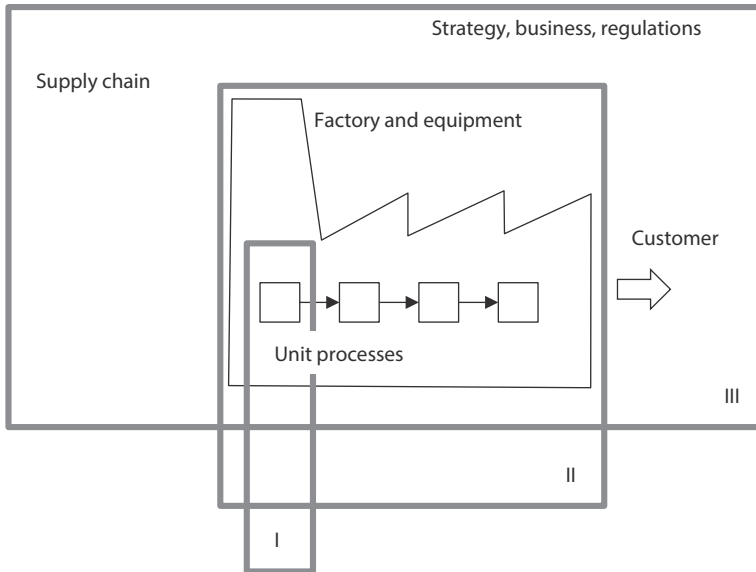 Strategy, business, regulations
Supply chain
Factory and equipment
Customer
Unit processes
III
II
I